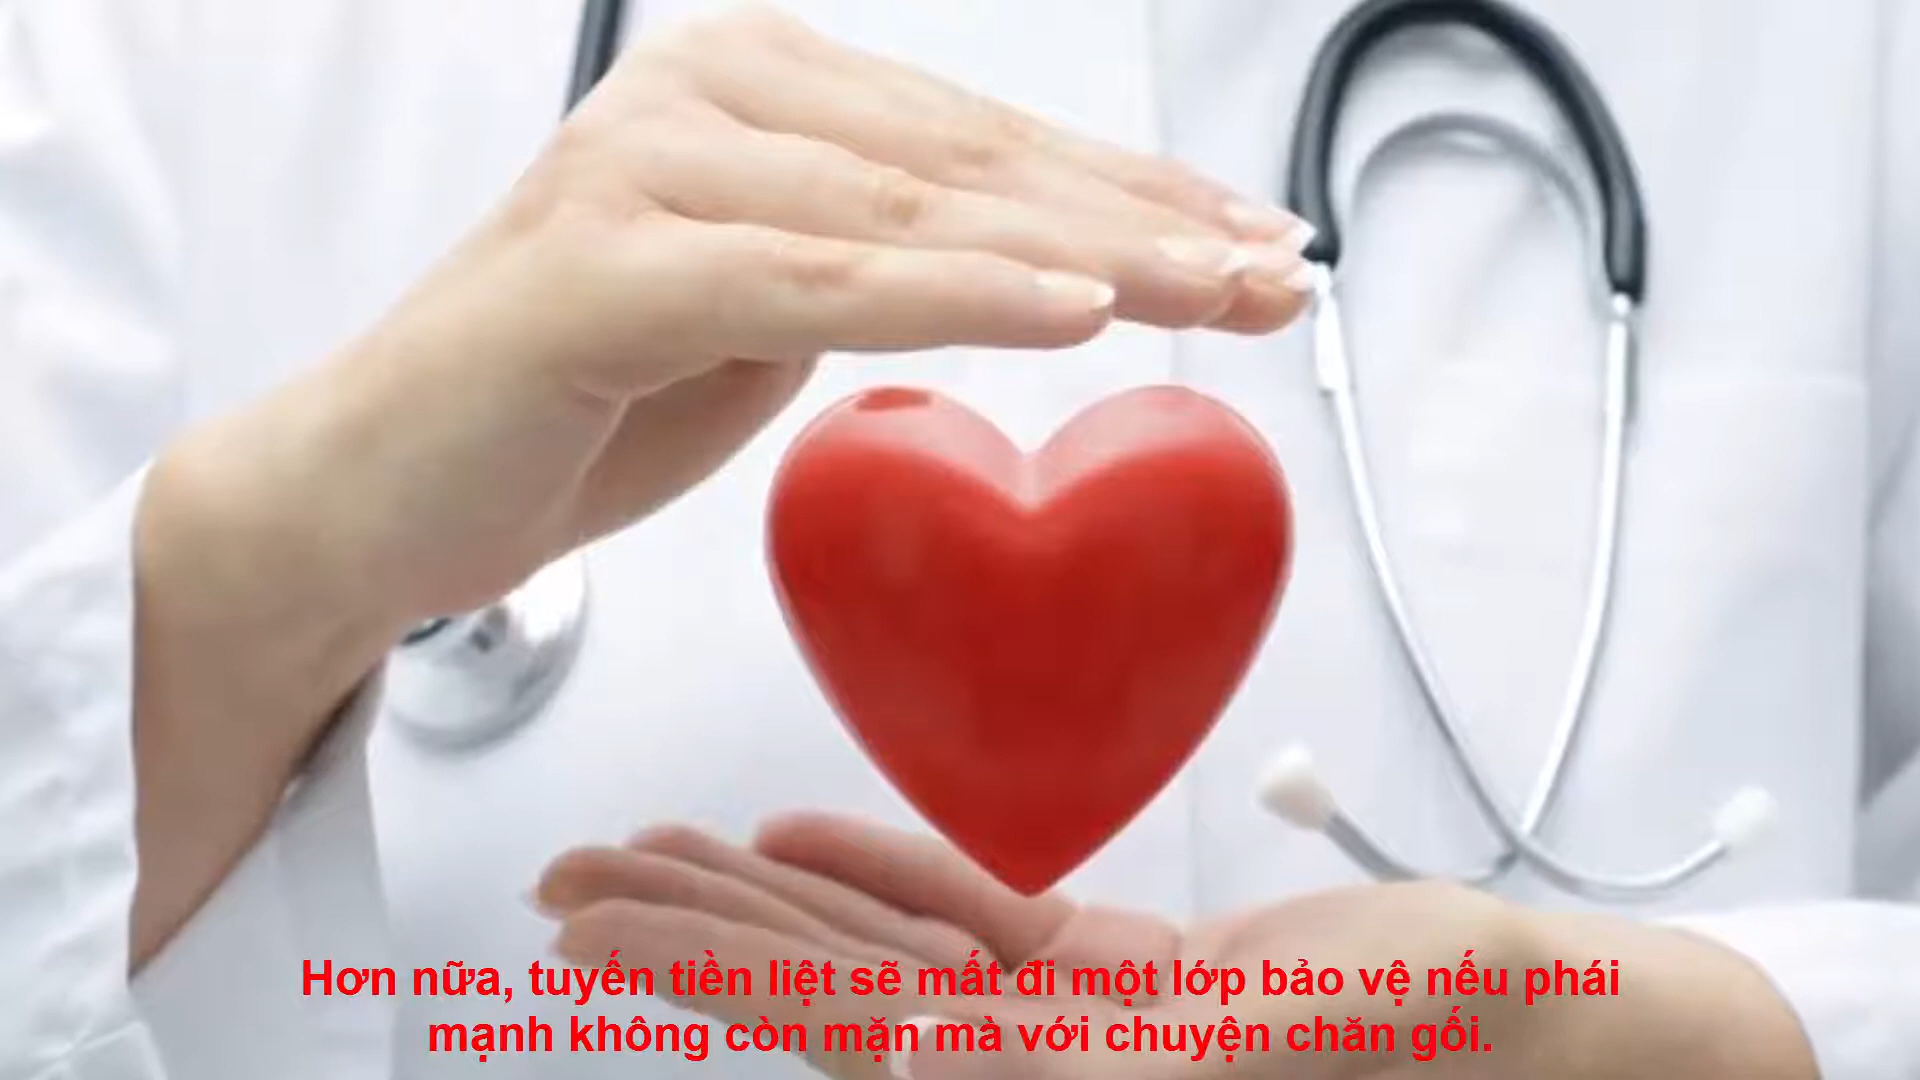 Hơn nữa, tuyến tiền liệt sẽ mất đi một lớp bảo vệ nếu phái
mạnh không còn mặn mà với chuyện chăn gối.